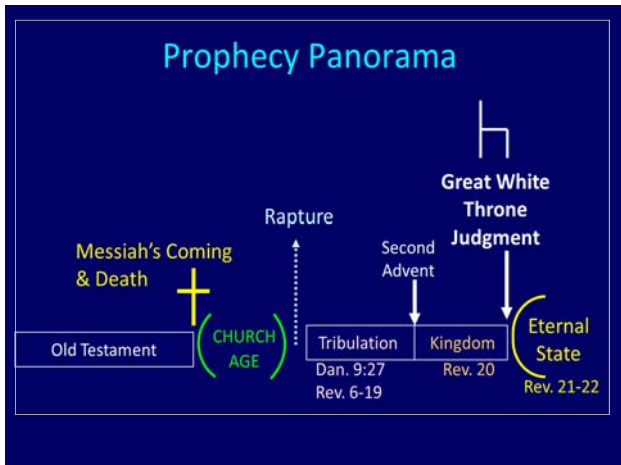 Prophecy Panorama
Great White
Throne
Judgment
Rapture
Second
Advent
Messiah's Coming
& Death
Old Testament
CHURCH
AGE
Tribulation
Kingdom
Eternal
State
Dan. 9:27
Rev. 6-19
Rev. 20
Rev. 21-22